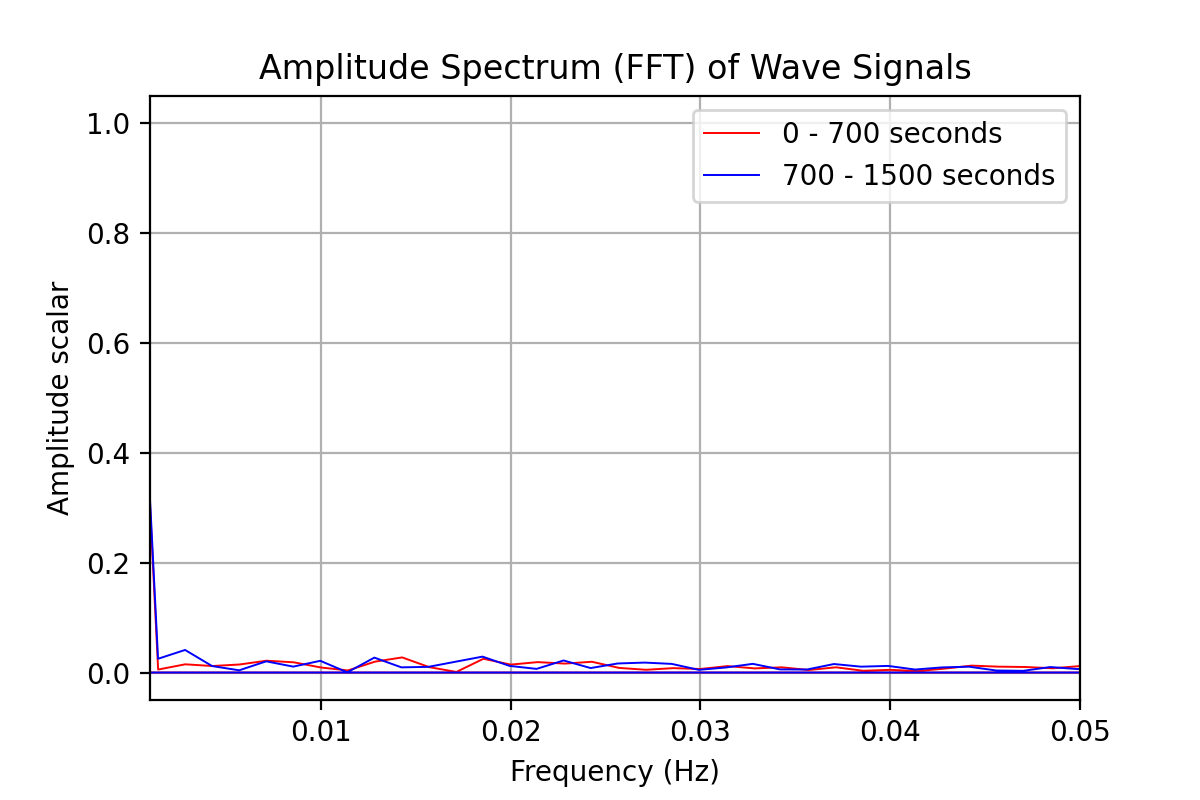 Amplitude Spectrum (FFT) of Wave Signals
1.0
0.8
0.6
0.4
0.2
0.0
Amplitude scalar
0 - 700 seconds
700 - 1500 seconds
0.01 0.02 0.03 0.04 0.05
Frequency (Hz)